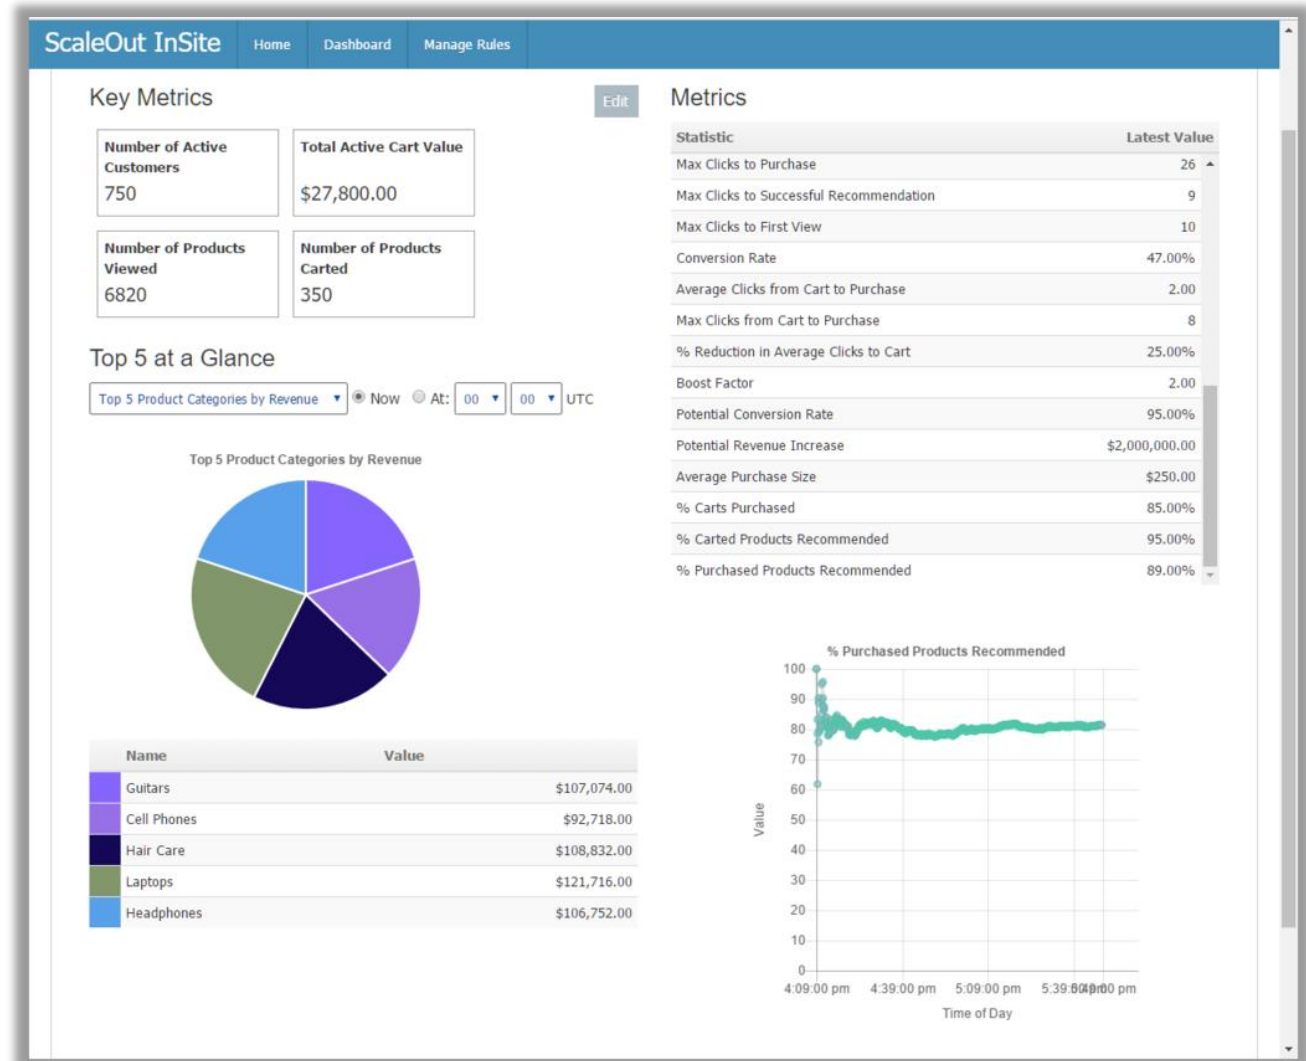 ScaleOut InSite Home Dashboard Manage Rules
Key Metrics
Edit
Number of Active
Customers
750
Total Active Cart Value
$27,800.00
Number of Products
Viewed
6820
Number of Products
Carted
350
Top 5 at a Glance
Top 5 Product Categories by Revenue Now At: 00 00 UTC
Top 5 Product Categories by Revenue
Name Value
Guitars $107,074.00
Cell Phones $92,718.00
Hair Care $108,832.00
Laptops $121,716.00
Headphones $106,752.00
Metrics
Statistic Latest Value
Max Clicks to Purchase 26
Max Clicks to Successful Recommendation 9
Max Clicks to First View 10
Conversion Rate 47.00%
Average Clicks from Cart to Purchase 2.00
Max Clicks from Cart to Purchase 8
% Reduction in Average Clicks to Cart 25.00%
Boost Factor 2.00
Potential Conversion Rate 95.00%
Potential Revenue Increase $2,000,000.00
Average Purchase Size $250.00
% Carts Purchased 85.00%
% Carted Products Recommended 95.00%
% Purchased Products Recommended 89.00%
% Purchased Products Recommended
100
90
80
70
60
50
40
30
20
10
0
Value
4:09:00 pm 4:39:00 pm 5:09:00 pm
Time of Day